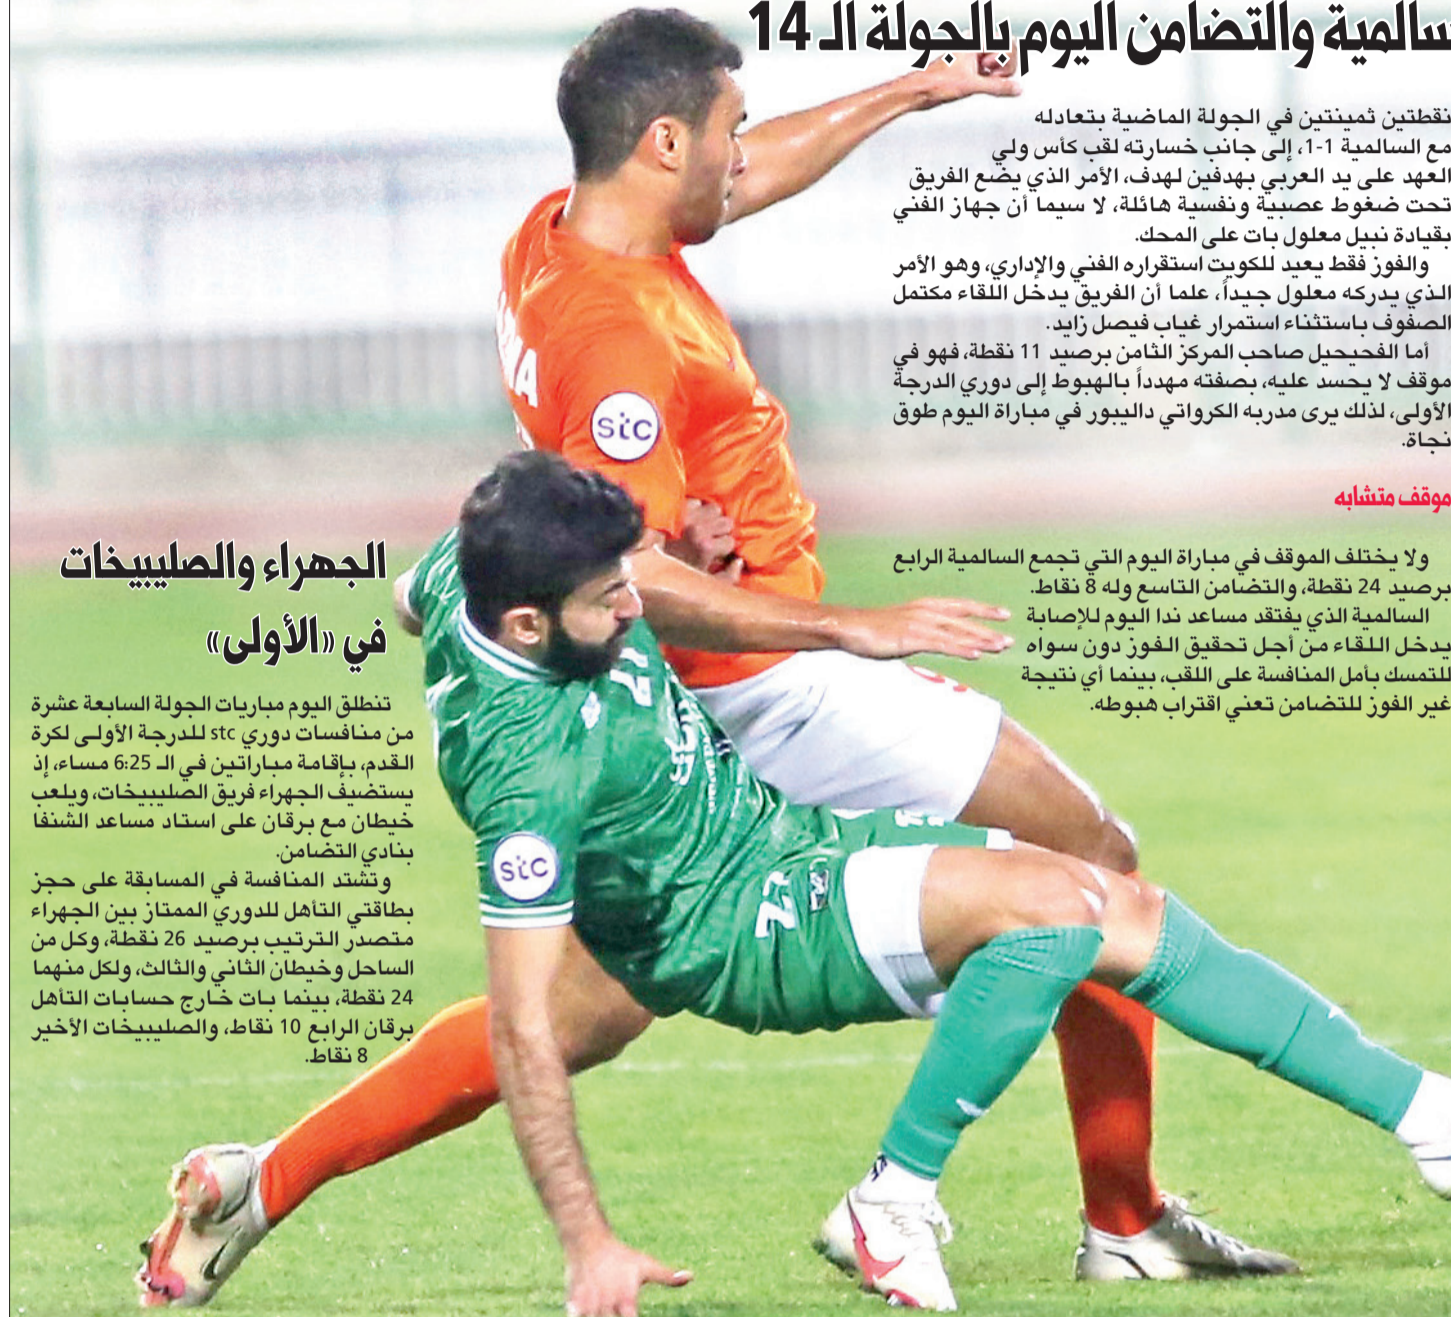 سالمية والتضامن اليوم بالجولة الـ 14
نقطتين ثمينتين في الجولة الماضية بتعادله
مع السالمية 1-1، إلى جانب خسارته لقب كأس ولي
العهد على يد العربي بهدفين لهدف، الأمر الذي يضع الفريق
تحت ضغوط عصبية ونفسية هائلة، لا سيما أن جهاز الفني
بقيادة نبيل معلول بات على المحك.
والفوز فقط يعيد للكويت استقراره الفني والإداري، وهو الأمر
الذي يدركه معلول جيداً، علما أن الفريق يدخل اللقاء مكتمل
الصفوف باستثناء استمرار غياب فيصل زايد.
أما الفحيحيل صاحب المركز الثامن برصيد 11 نقطة، فهو في
موقف لا يحسد عليه، بصفته مهدداً بالهبوط إلى دوري الدرجة
الأولى، لذلك يرى مدربه الكرواتي داليبور في مباراة اليوم طوق
نجاة.
موقف متشابه
ولا يختلف الموقف في مباراة اليوم التي تجمع السالمية الرابع
برصيد 24 نقطة، والتضامن التاسع وله 8 نقاط.
السالمية الذي يفتقد مساعد ندا اليوم للإصابة
يدخل اللقاء من أجل تحقيق الفوز دون سواه
للتمسك بأمل المنافسة على اللقب، بينما أي نتيجة
غير الفوز للتضامن تعني اقتراب هبوطه.
الجهراء والصليبيخات
في «الأولى»
تنطلق اليوم مباريات الجولة السابعة عشرة
من منافسات دوري stc للدرجة الأولى لكرة
القدم، بإقامة مباراتين في الـ 6:25 مساء، إذ
يستضيف الجهراء فريق الصليبيخات، ويلعب
خيطان مع برقان على استاد مساعد الشنفا
بنادي التضامن.
وتشتد المنافسة في المسابقة على حجز
بطاقتي التأهل للدوري الممتاز بين الجهراء
متصدر الترتيب برصيد 26 نقطة، وكل من
الساحل وخيطان الثاني والثالث، ولكل منهما
24 نقطة، بينما بات خارج حسابات التأهل
برقان الرابع 10 نقاط، والصليبيخات الأخير
8 نقاط.
stc
stc
27
27